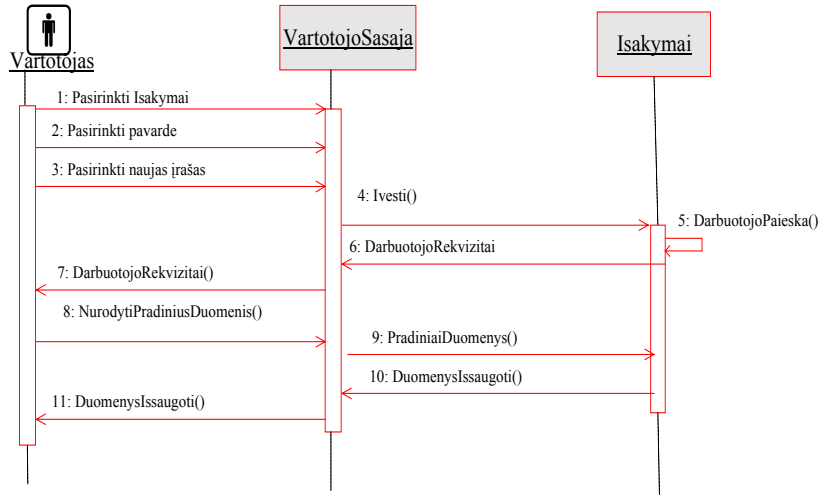 Vartotojas
VartotojoSasaja
Isakymai
1: Pasirinkti Isakymai
2: Pasirinkti pavarde
3: Pasirinkti naujas įrašas
4: Ivesti()
5: DarbuotojoPaieska()
6: DarbuotojoRekvizitai
7: DarbuotojoRekvizitai()
8: NurodytiPradiniusDuomenis()
9: PradiniaiDuomenys()
10: DuomenysIssaugoti()
11: DuomenysIssaugoti()